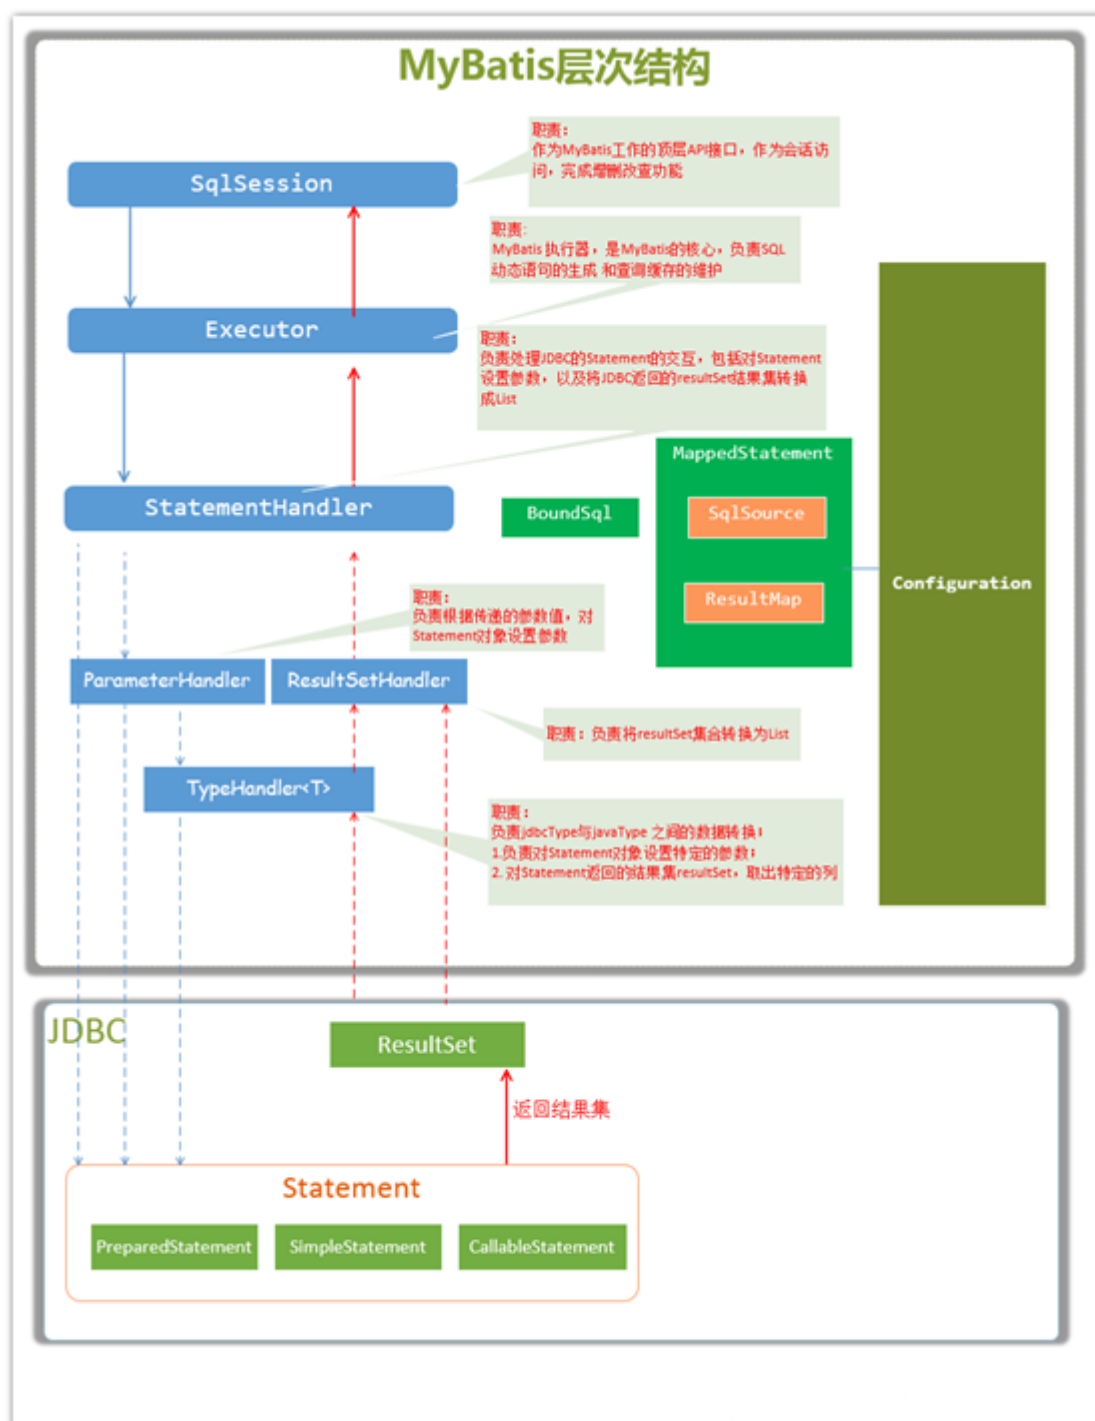 MyBatis层次结构
职责：
作为MyBatis工作的顶层API接口，作为会话访
问，完成增删改查功能
SqlSession
职责:
MyBatis 执行器，是MyBatis的核心，负责SQL
动态语句的生成 和查询缓存的维护
Executor
职责：
负责处理JDBC的Statement的交互，包括对Statement
设置参数，以及将JDBC返回的resultSet结果集转换
成List
MappedStatement
StatementHandler
BoundSql
SqlSource
Configuration
ResultMap
职责：
负责根据传递的参数值，对
Statement对象设置参数
ParameterHandler
ResultSetHandler
职责：负责将resultSet集合转换为List
TypeHandler<T>
职责：
负责jdbcType与javaType 之间的数据转换：
1.负责对Statement对象设置特定的参数；
2. 对Statement返回的结果集resultSet，取出特定的列
JDBC
ResultSet
返回结果集
Statement
PreparedStatement
SimpleStatement
CallableStatement